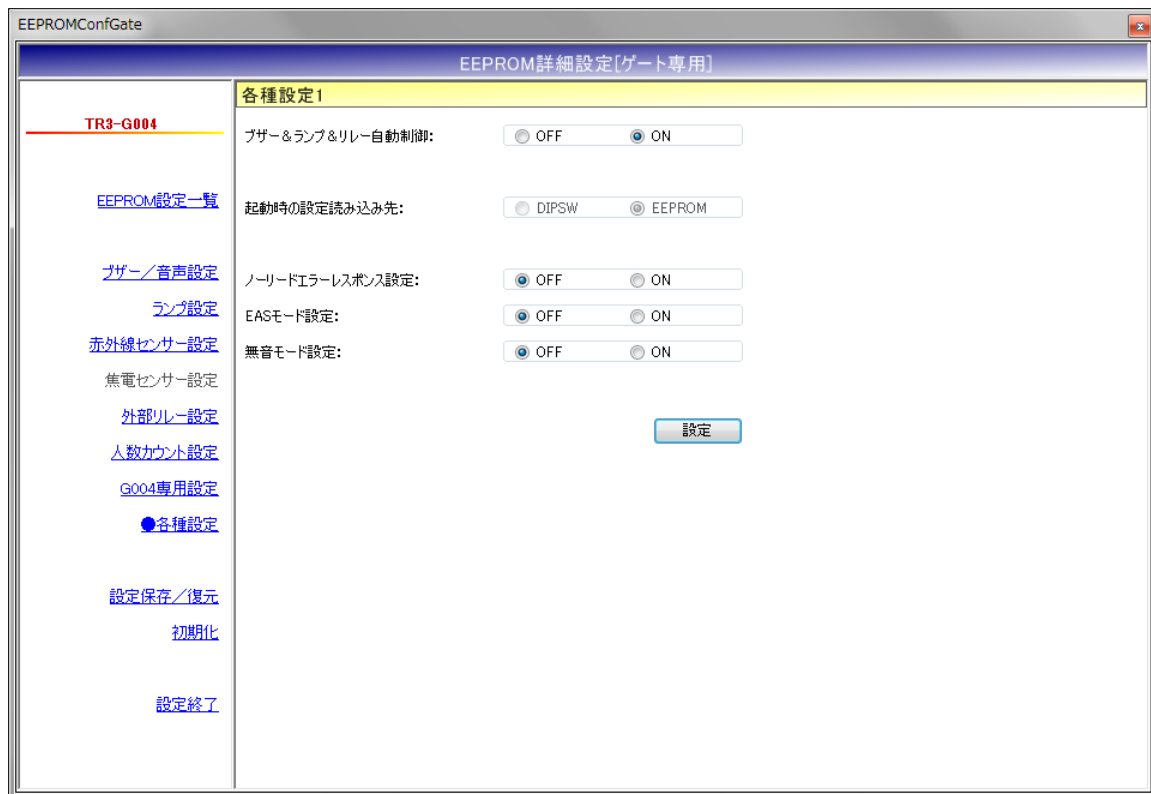 EEPROMConfGate
EEPROM詳細設定[ゲート専用]
TR3-G004
EEPROM設定一覧
ブザー／音声設定
ランプ設定
赤外線センサー設定
焦電センサー設定
外部リレー設定
人数カウント設定
G004専用設定
●各種設定
設定保存／復元
初期化
設定終了
各種設定1
ブザー＆ランプ＆リレー自動制御: OFF ON
起動時の設定読み込み先: DIPSW EEPROM
ノーリードエラーレスポンス設定: OFF ON
EASモード設定: OFF ON
無音モード設定: OFF ON
設定